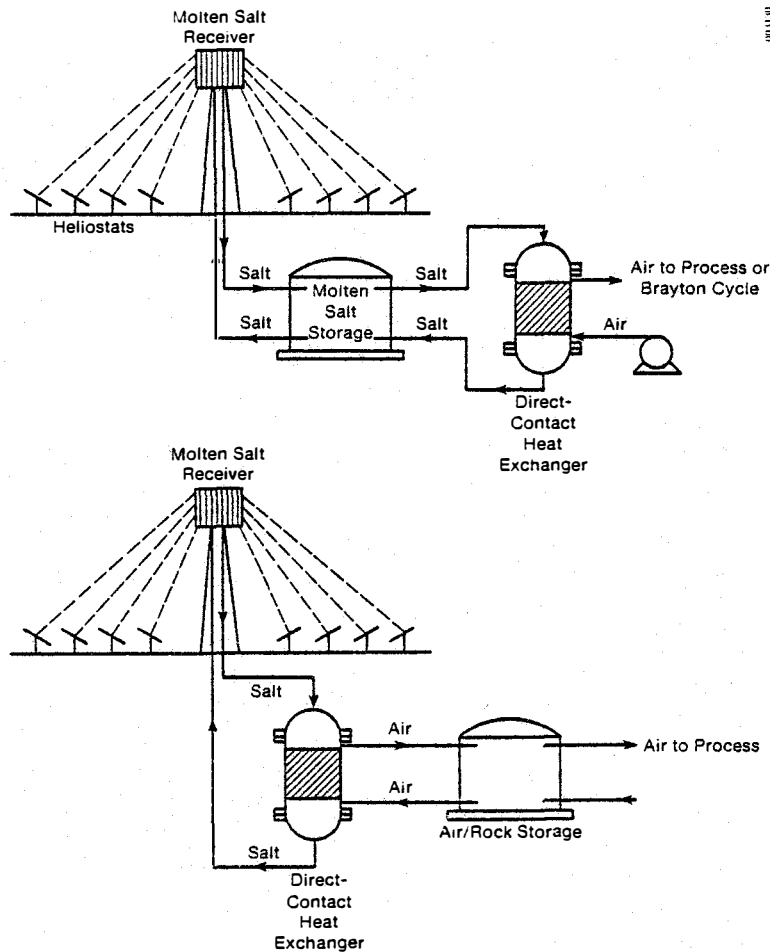 Molten Salt
Receiver
Heliostats
Salt
Salt
Molten
Salt
Storage
Salt
Salt
Air to Process or
Brayton Cycle
Air
Direct-
Contact
Heat
Exchanger
Molten Salt
Receiver
Salt
Air
Air to Process
Air
Air/Rock Storage
Salt
Direct-
Contact
Heat
Exchanger